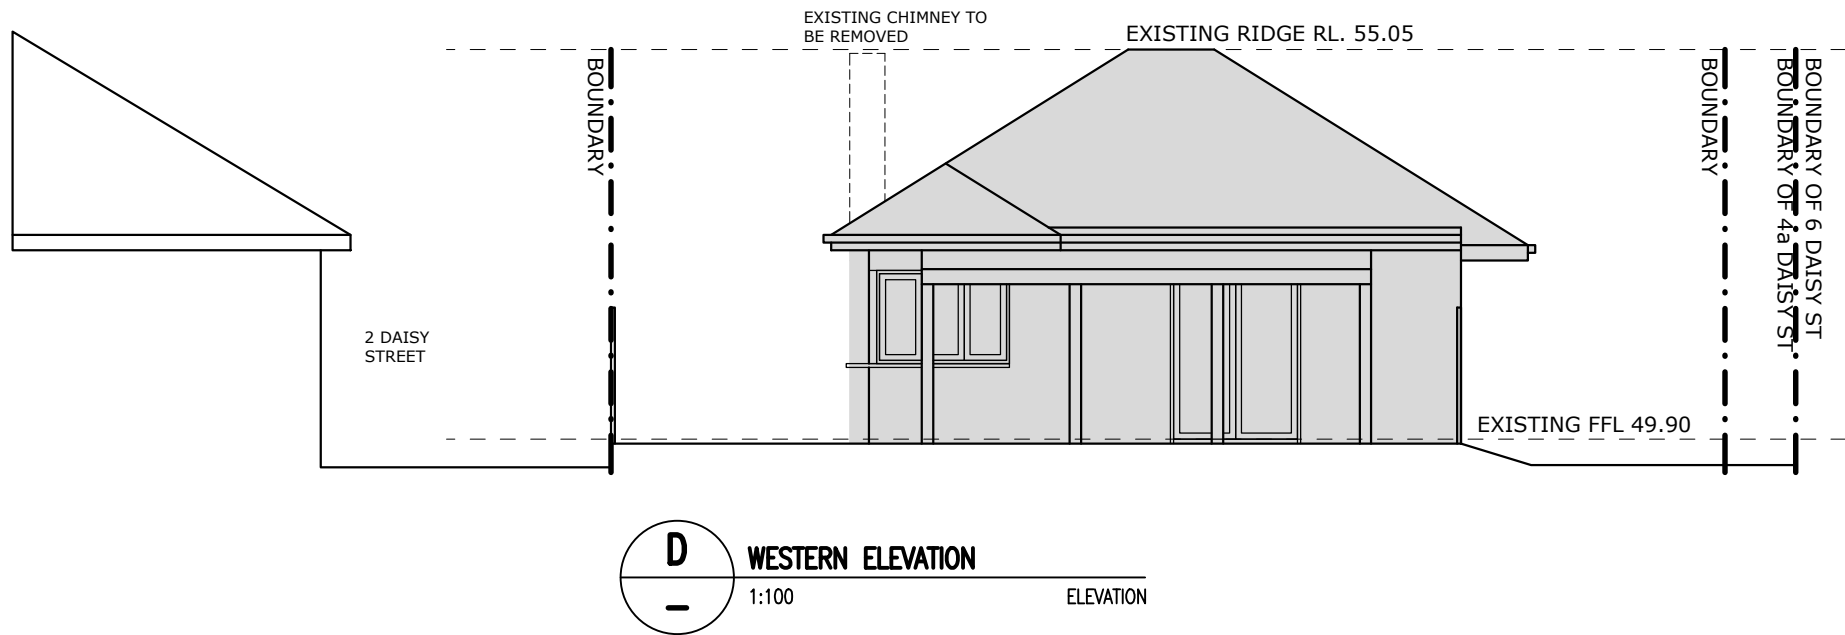 EXISTING CHIMNEY TO
BE REMOVED
EXISTING RIDGE RL. 55.05
BOUNDARY
BOUNDARY
BOUNDARY OF 4a DAISY ST
BOUNDARY OF 6 DAISY ST
2 DAISY
STREET
EXISTING FFL 49.90
D
–
WESTERN ELEVATION
1:100
ELEVATION